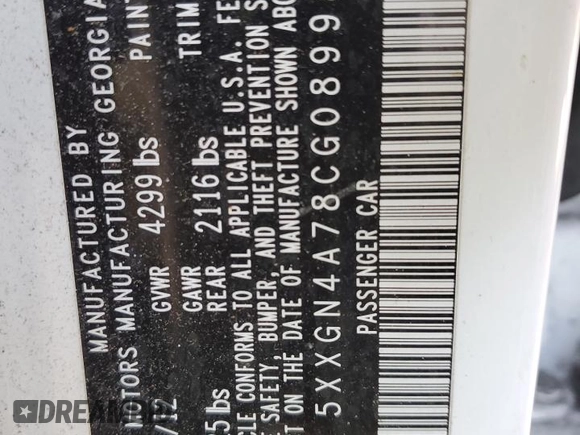 MANUFACTURED BY
MOTORS MANUFACTURING GEORGIA
/12 GVWR 4299 lbs PAIN
GAWR
5 lbs REAR 2116 lbs TRIM
CLE CONFORMS TO ALL APPLICABLE U.S.A. FE
SAFETY, BUMPER, AND THEFT PREVENTION S
ON THE DATE OF MANUFACTURE SHOWN ABO
5XXGN4A78CG0899
PASSENGER CAR
DREAM